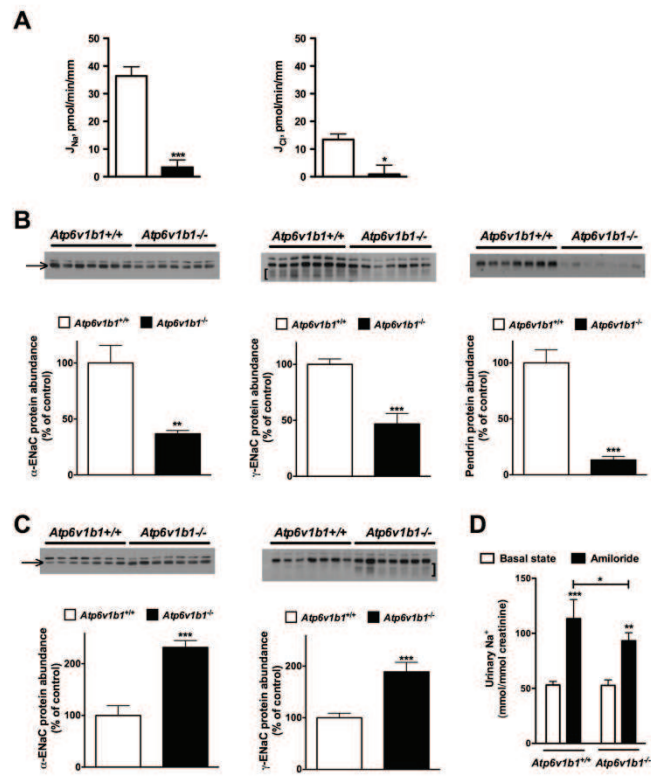 A
J_Na, pmol/min/mm
50
40
30
20
10
0
***
J_Cl, pmol/min/mm
50
40
30
20
10
0
*
B
Atp6v1b1+/+ Atp6v1b1-/-
Atp6v1b1+/+ Atp6v1b1-/-
Atp6v1b1+/+ Atp6v1b1-/-
Atp6v1b1+/+ Atp6v1b1-/-
α-ENaC protein abundance
(% of control)
100
50
0
**
Atp6v1b1+/+ Atp6v1b1-/-
γ-ENaC protein abundance
(% of control)
100
50
0
***
Atp6v1b1+/+ Atp6v1b1-/-
Pendrin protein abundance
(% of control)
100
50
0
***
C
Atp6v1b1+/+ Atp6v1b1-/-
Atp6v1b1+/+ Atp6v1b1-/-
Atp6v1b1+/+ Atp6v1b1-/-
α-ENaC protein abundance
(% of control)
200
100
0
***
Atp6v1b1+/+ Atp6v1b1-/-
γ-ENaC protein abundance
(% of control)
200
100
0
***
D
Basal state Amiloride
Urinary Na+
(mmol/mmol creatinine)
150
100
50
0
*
***
**
Atp6v1b1+/+ Atp6v1b1-/-